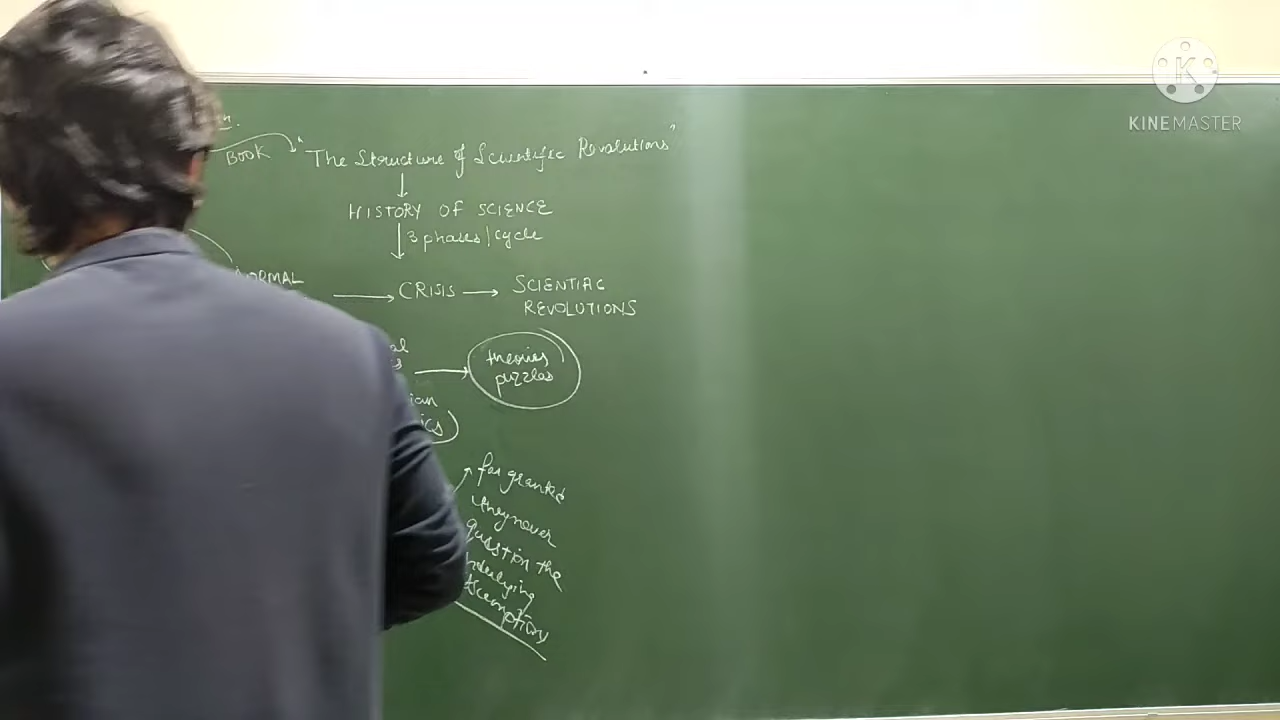 BOOK "The Structure of Scientific Revolutions"
HISTORY OF SCIENCE
3 phases/cycle
NORMAL
CRISIS
SCIENTIFIC
REVOLUTIONS
theories
puzzles
for granted
they never
question the
underlying
assumptions
KINEMASTER